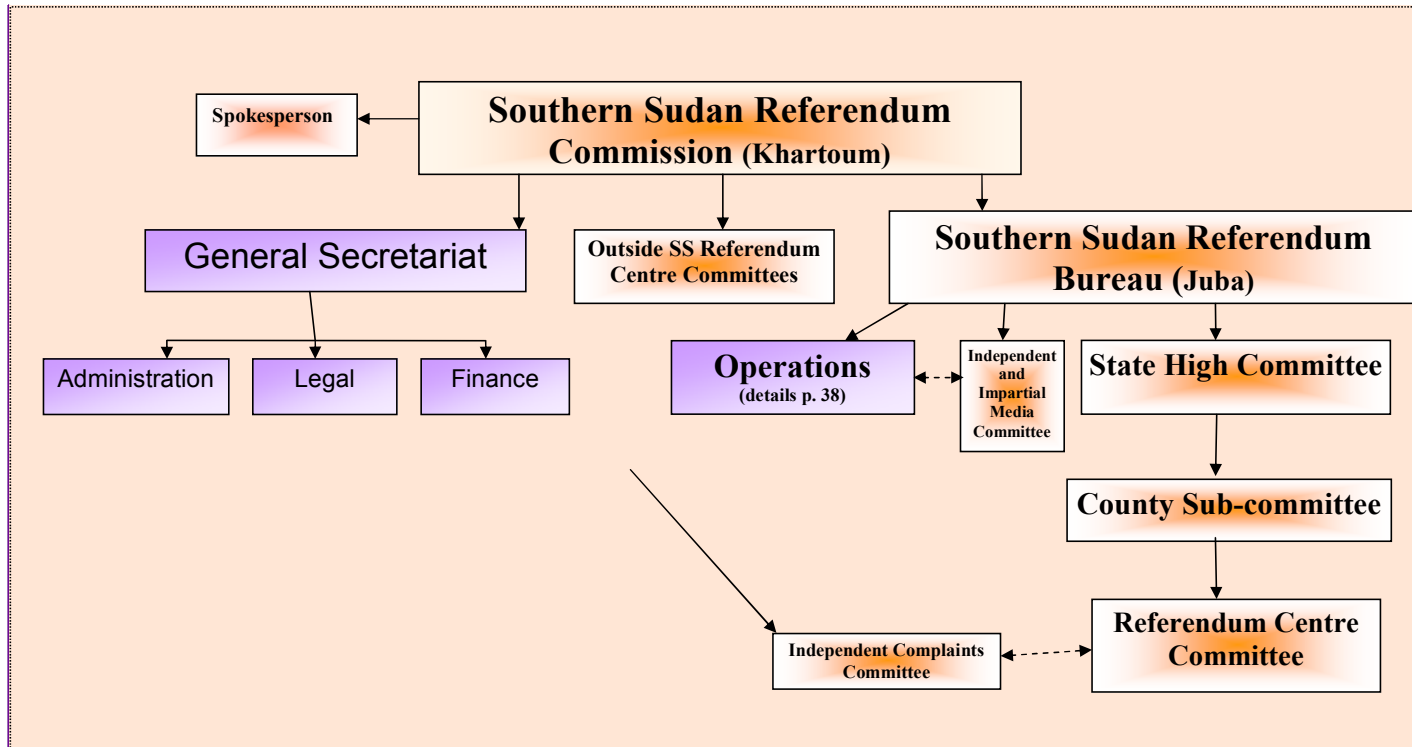 Spokesperson
Southern Sudan Referendum
Commission (Khartoum)
General Secretariat
Outside SS Referendum
Centre Committees
Southern Sudan Referendum
Bureau (Juba)
Administration
Legal
Finance
Operations
(details p. 38)
Independent
and
Impartial
Media
Committee
State High Committee
County Sub-committee
Independent Complaints
Committee
Referendum Centre
Committee